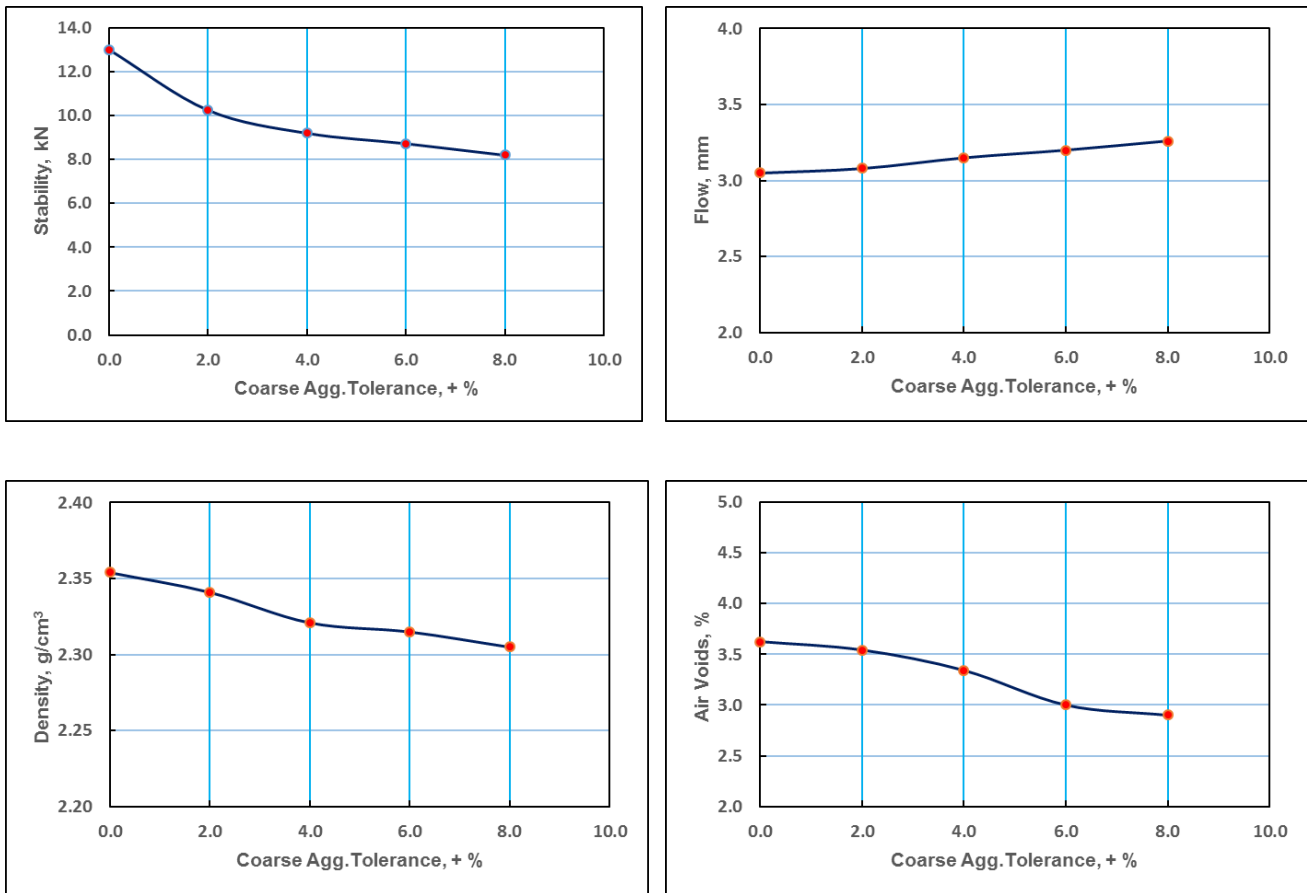 14.0
12.0
10.0
8.0
6.0
4.0
2.0
0.0
Stability, kN
0.0 2.0 4.0 6.0 8.0 10.0
Coarse Agg.Tolerance, + %
4.0
3.5
3.0
2.5
2.0
Flow, mm
0.0 2.0 4.0 6.0 8.0 10.0
Coarse Agg.Tolerance, + %
2.40
2.35
2.30
2.25
2.20
Density, g/cm³
0.0 2.0 4.0 6.0 8.0 10.0
Coarse Agg.Tolerance, + %
5.0
4.5
4.0
3.5
3.0
2.5
2.0
Air Voids, %
0.0 2.0 4.0 6.0 8.0 10.0
Coarse Agg.Tolerance, + %